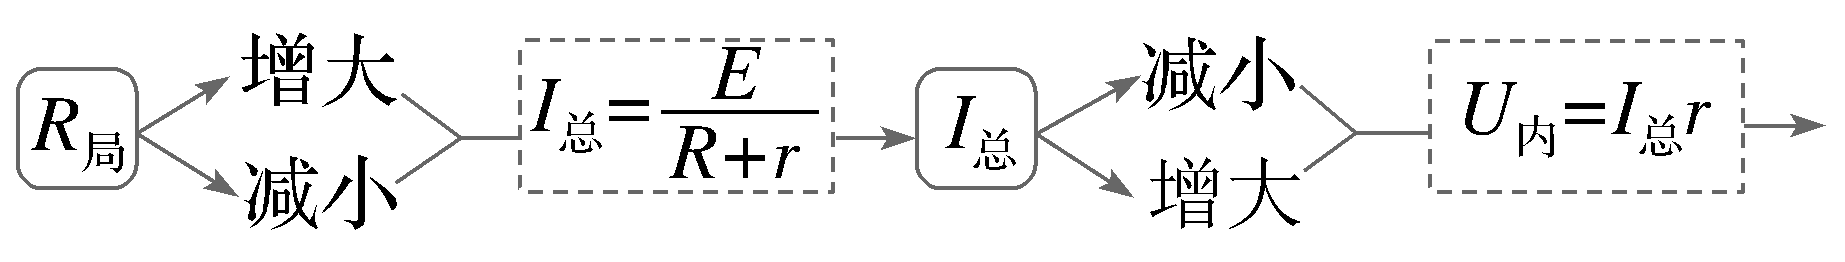 R局 增大 减小 I总=E/(R+r) I总 减小 增大 U内=I总r